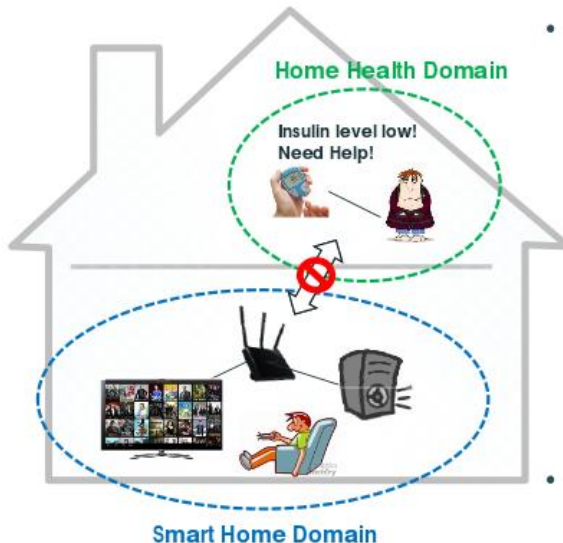 Home Health Domain
Insulin level low!
Need Help!
Smart Home Domain